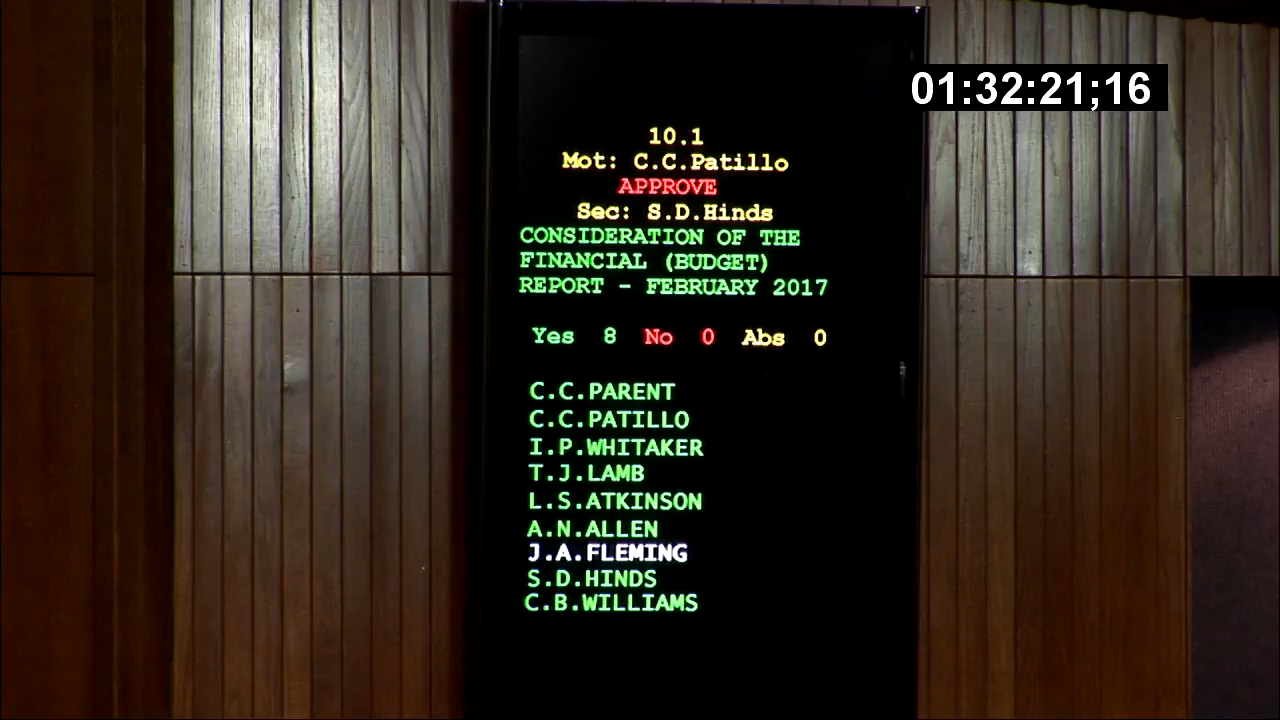 01:32:21;16
10.1
Mot: C.C.Patillo
APPROVE
Sec: S.D.Hinds
CONSIDERATION OF THE
FINANCIAL (BUDGET)
REPORT - FEBRUARY 2017
Yes 8 No 0 Abs 0
C.C.PARENT
C.C.PATILLO
I.P.WHITAKER
T.J.LAMB
L.S.ATKINSON
A.N.ALLEN
J.A.FLEMING
S.D.HINDS
C.B.WILLIAMS